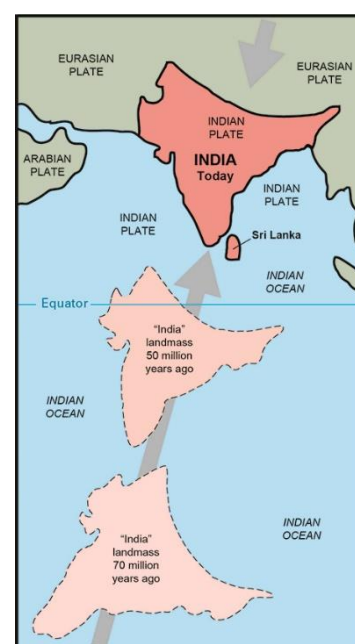 EURASIAN
PLATE
EURASIAN
PLATE
INDIAN
PLATE
ARABIAN
PLATE
INDIA
Today
INDIAN
PLATE
INDIAN
PLATE
Sri Lanka
INDIAN
OCEAN
Equator
"India"
landmass
50 million
years ago
INDIAN
OCEAN
INDIAN
OCEAN
"India"
landmass
70 million
years ago